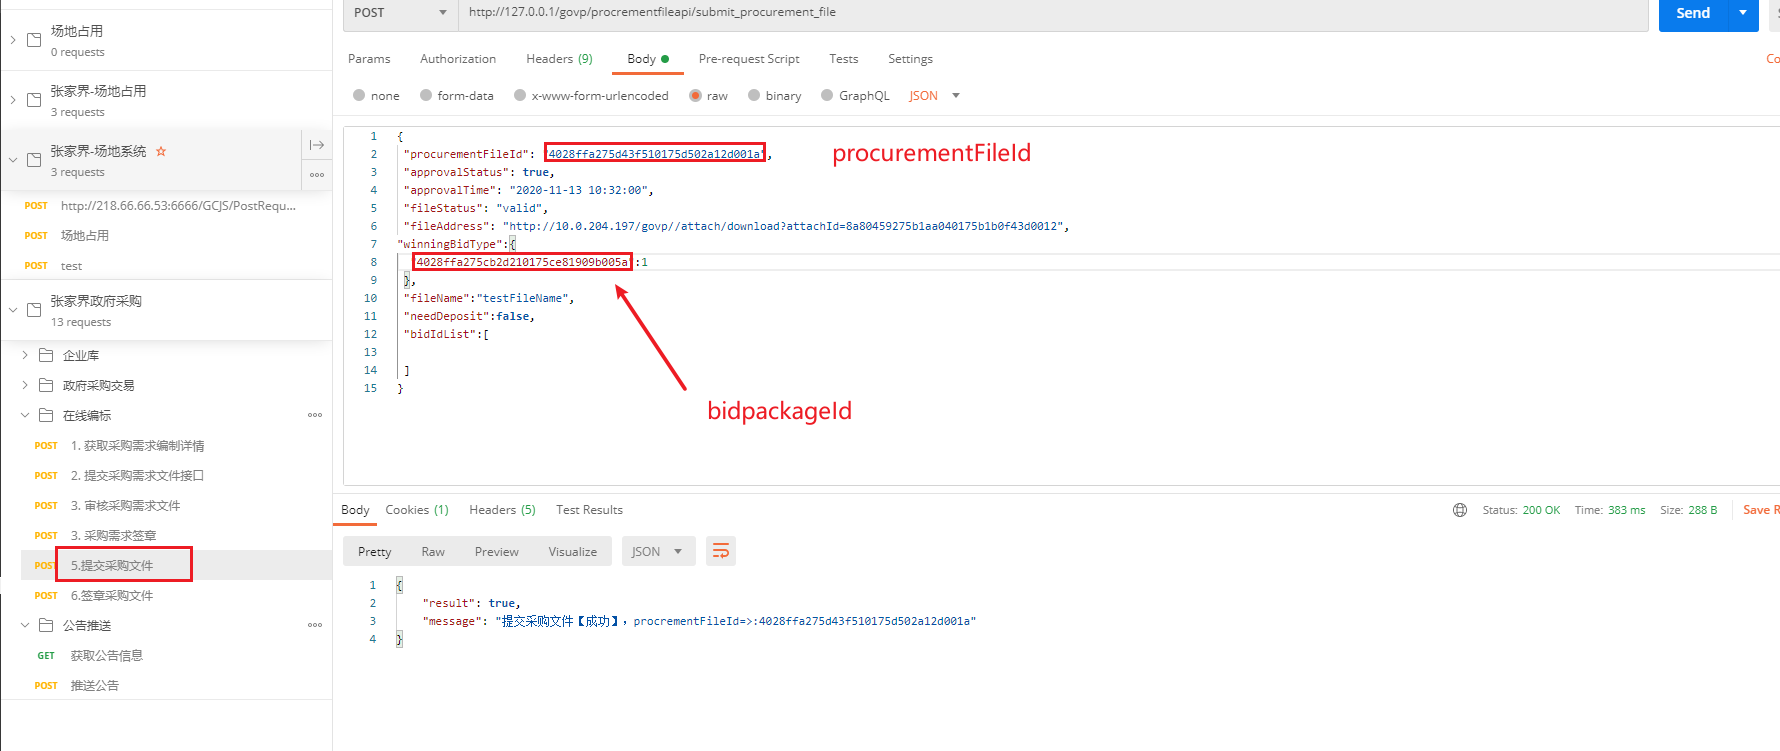 场地占用
0 requests
张家界-场地占用
3 requests
张家界-场地系统
3 requests
POST http://218.66.66.53:6666/GCJS/PostRequ...
POST 场地占用
POST test
张家界政府采购
13 requests
企业库
政府采购交易
在线编标
POST 1. 获取采购需求编制详情
POST 2. 提交采购需求文件接口
POST 3. 审核采购需求文件
POST 3. 采购需求签章
POST 5.提交采购文件
POST 6.签章采购文件
公告推送
GET 获取公告信息
POST 推送公告
POST http://127.0.0.1/govp/procrementfileapi/submit_procurement_file Send
Params Authorization Headers (9) Body Pre-request Script Tests Settings Co
none form-data x-www-form-urlencoded raw binary GraphQL JSON
1 {
2 "procurementFileId": "4028ffa275d43f510175d502a12d001a",
procurementFileId
3 "approvalStatus": true,
4 "approvalTime": "2020-11-13 10:32:00",
5 "fileStatus": "valid",
6 "fileAddress": "http://10.0.204.197/govp//attach/download?attachId=8a80459275b1aa040175b1b0f43d0012",
7 "winningBidType":{
8 "4028ffa275cb2d210175ce81909b005a":1
9 },
10 "fileName":"testFileName",
11 "needDeposit":false,
12 "bidIdList":[
13
14 ]
15 }
bidpackageId
Body Cookies (1) Headers (5) Test Results Status: 200 OK Time: 383 ms Size: 288 B Save R
Pretty Raw Preview Visualize JSON
1 {
2 "result": true,
3 "message": "提交采购文件【成功】，procrementFileId=>:4028ffa275d43f510175d502a12d001a"
4 }